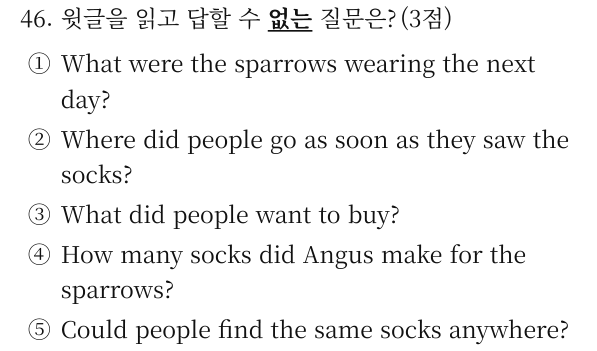 46. 윗글을 읽고 답할 수 없는 질문은? (3점)
① What were the sparrows wearing the next
day?
② Where did people go as soon as they saw the
socks?
③ What did people want to buy?
④ How many socks did Angus make for the
sparrows?
⑤ Could people find the same socks anywhere?